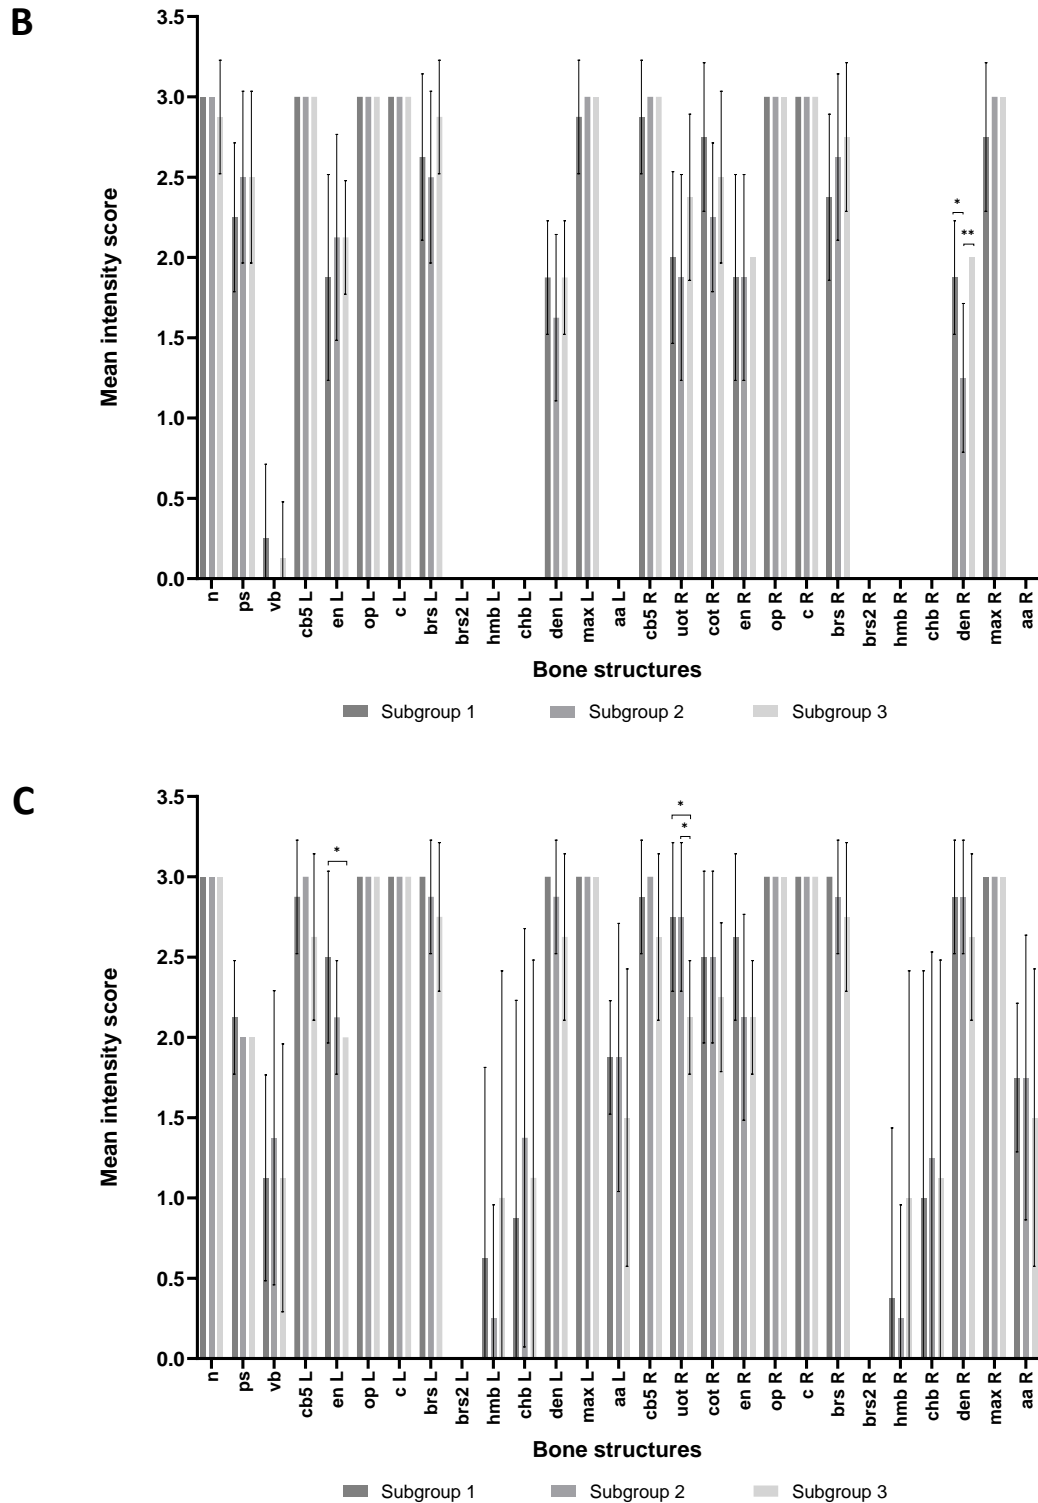 B
3.5
3.0
2.5
2.0
1.5
1.0
0.5
0.0
Mean intensity score
* **
n ps vb cb5 L en L op L c L brs L brs2 L hmb L chb L den L max L aa L cb5 R uot R cot R en R op R c R brs R brs2 R hmb R chb R den R max R aa R
Bone structures
Subgroup 1 Subgroup 2 Subgroup 3
C
3.5
3.0
2.5
2.0
1.5
1.0
0.5
0.0
Mean intensity score
* * *
n ps vb cb5 L en L op L c L brs L brs2 L hmb L chb L den L max L aa L cb5 R uot R cot R en R op R c R brs R brs2 R hmb R chb R den R max R aa R
Bone structures
Subgroup 1 Subgroup 2 Subgroup 3